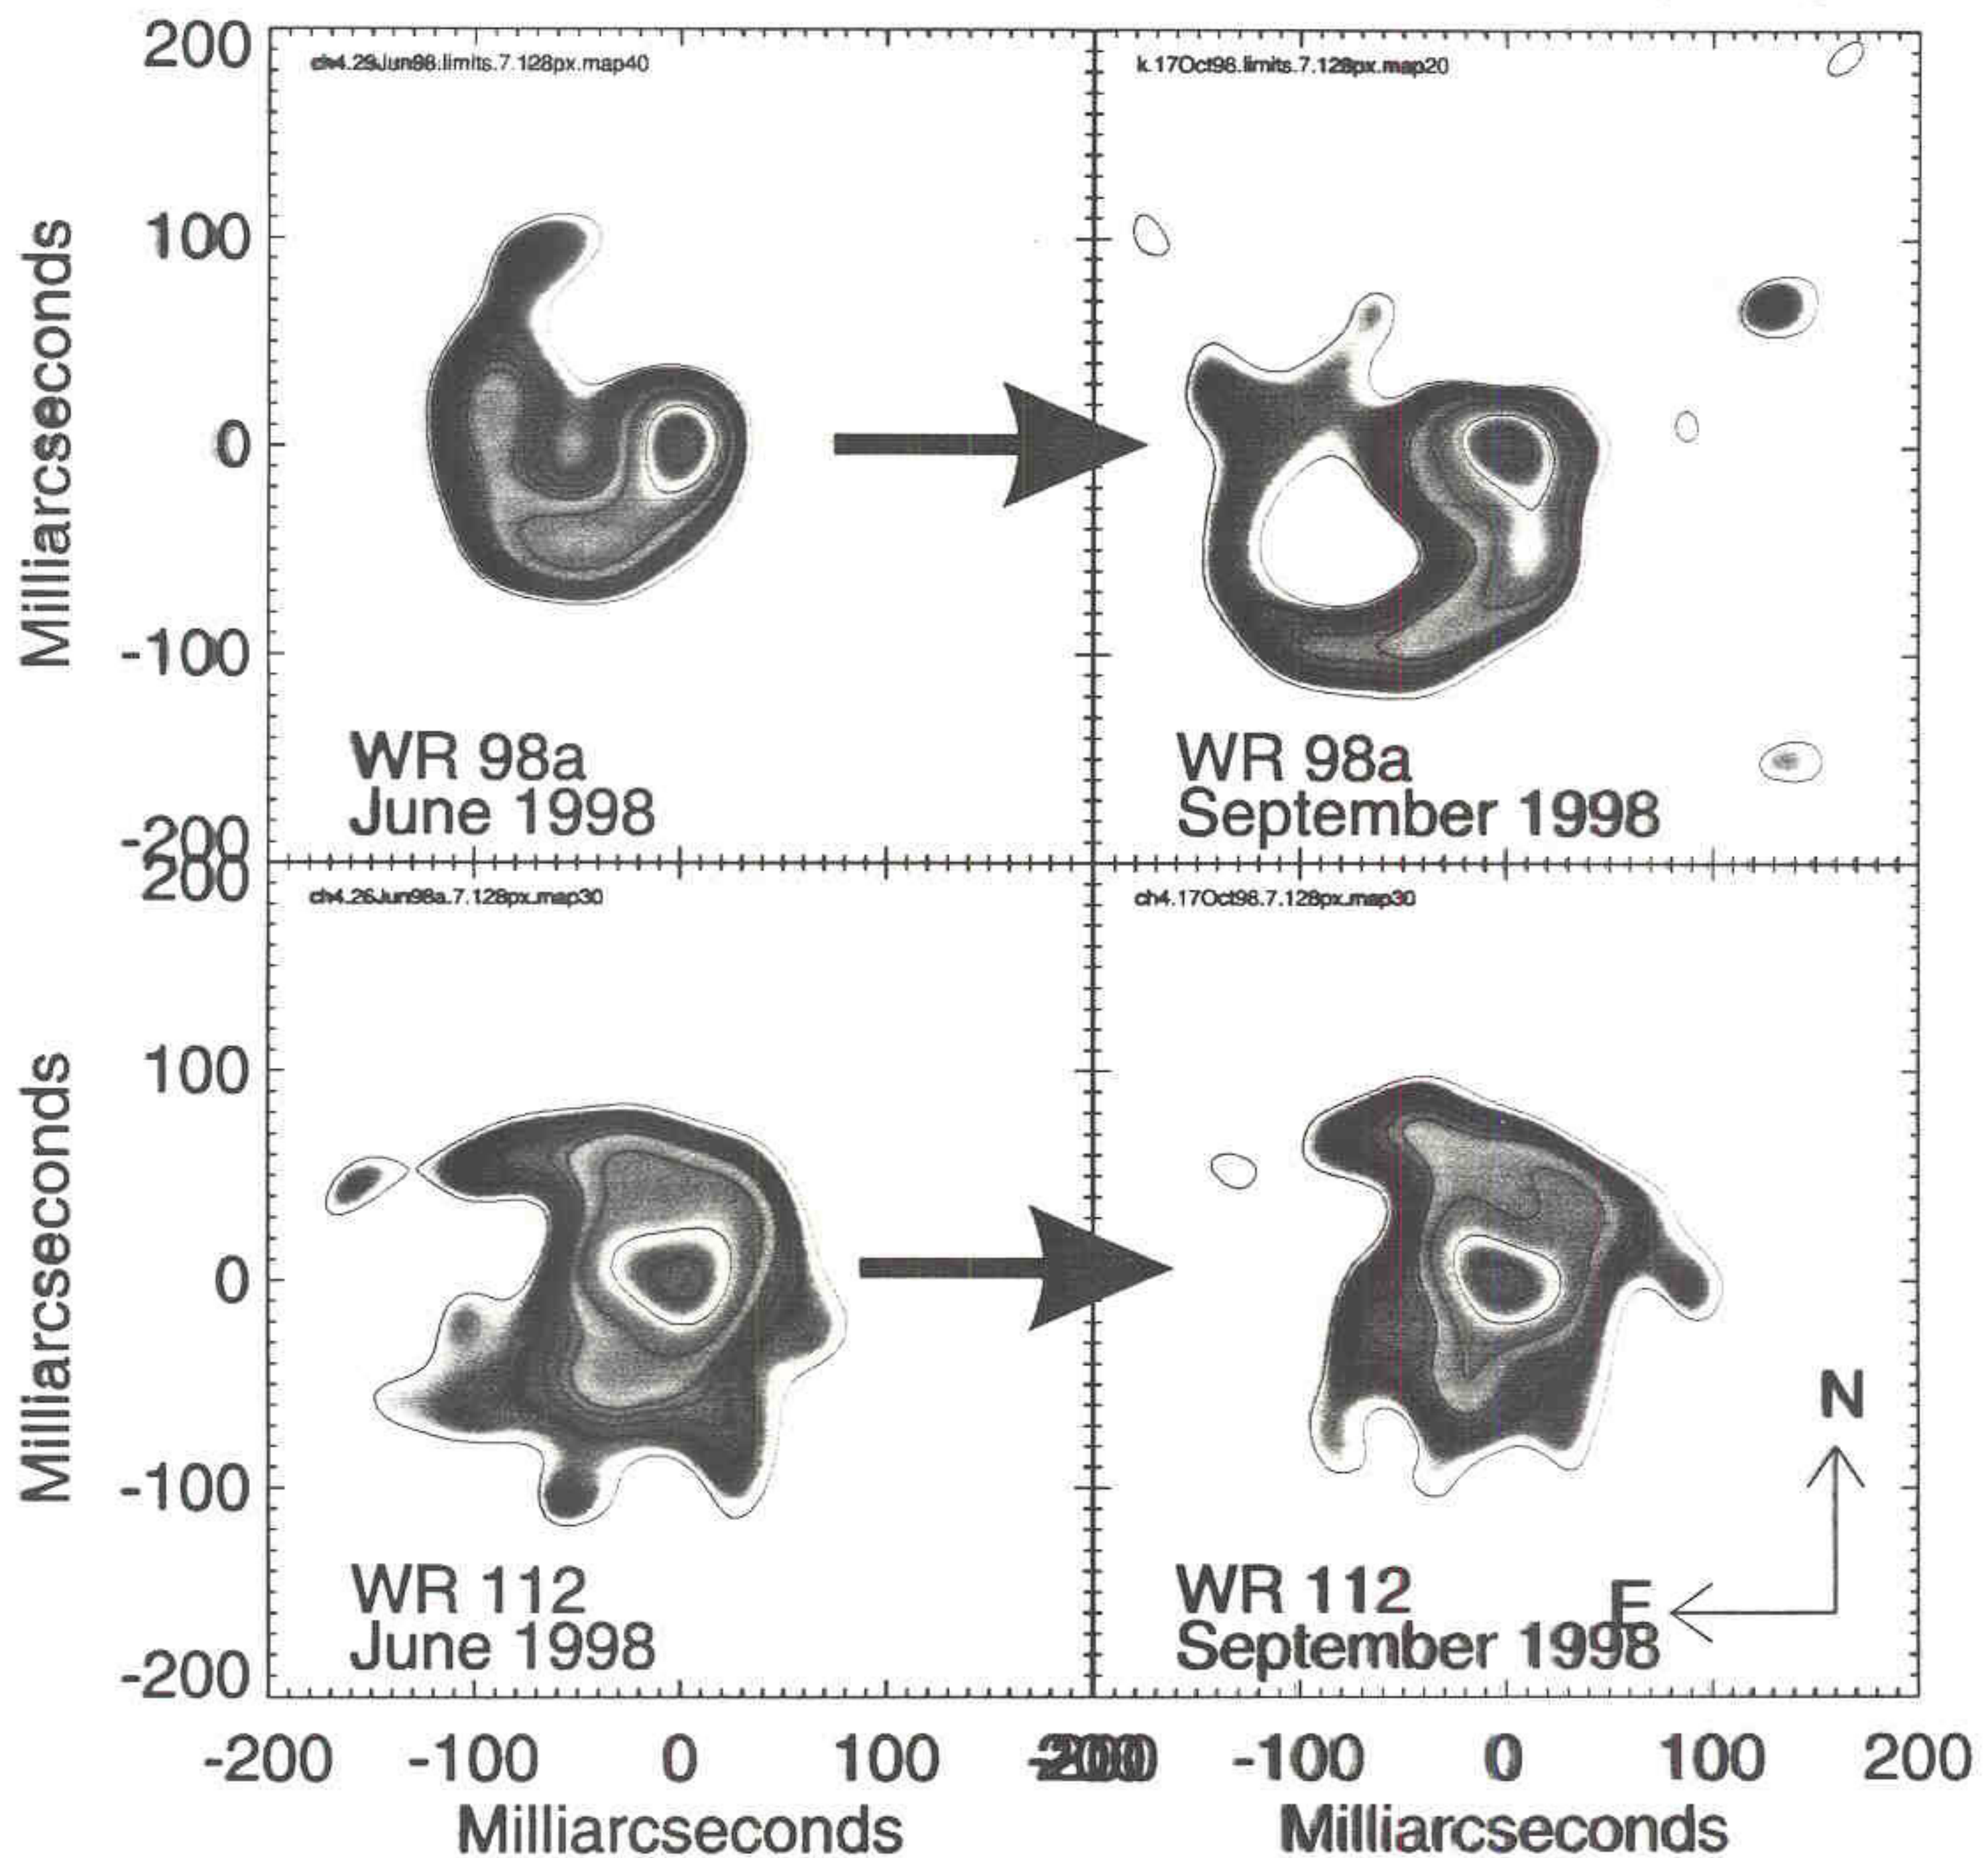 200
100
0
-100
-200
Milliarcseconds
ch4.29Jun98.limits.7.128px.map40
WR 98a
June 1998
k.17Oct98.limits.7.128px.map20
WR 98a
September 1998
200
100
0
-100
-200
Milliarcseconds
ch4.26Jun98a.7.128px.map30
WR 112
June 1998
ch4.17Oct98.7.128px.map30
WR 112
September 1998
N
E
-200 -100 0 100
-100 0 100 200
Milliarcseconds
Milliarcseconds